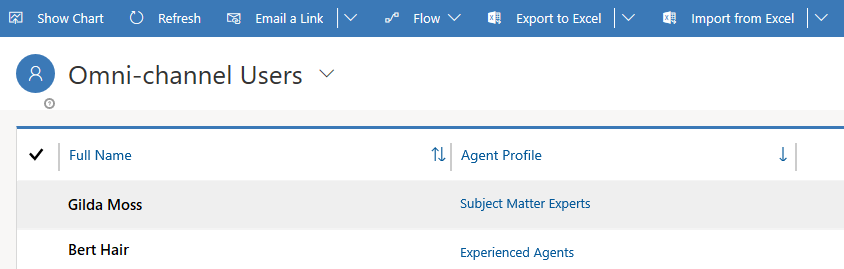 Show Chart Refresh Email a Link Flow Export to Excel Import from Excel
Omni-channel Users
Full Name Agent Profile
Gilda Moss Subject Matter Experts
Bert Hair Experienced Agents